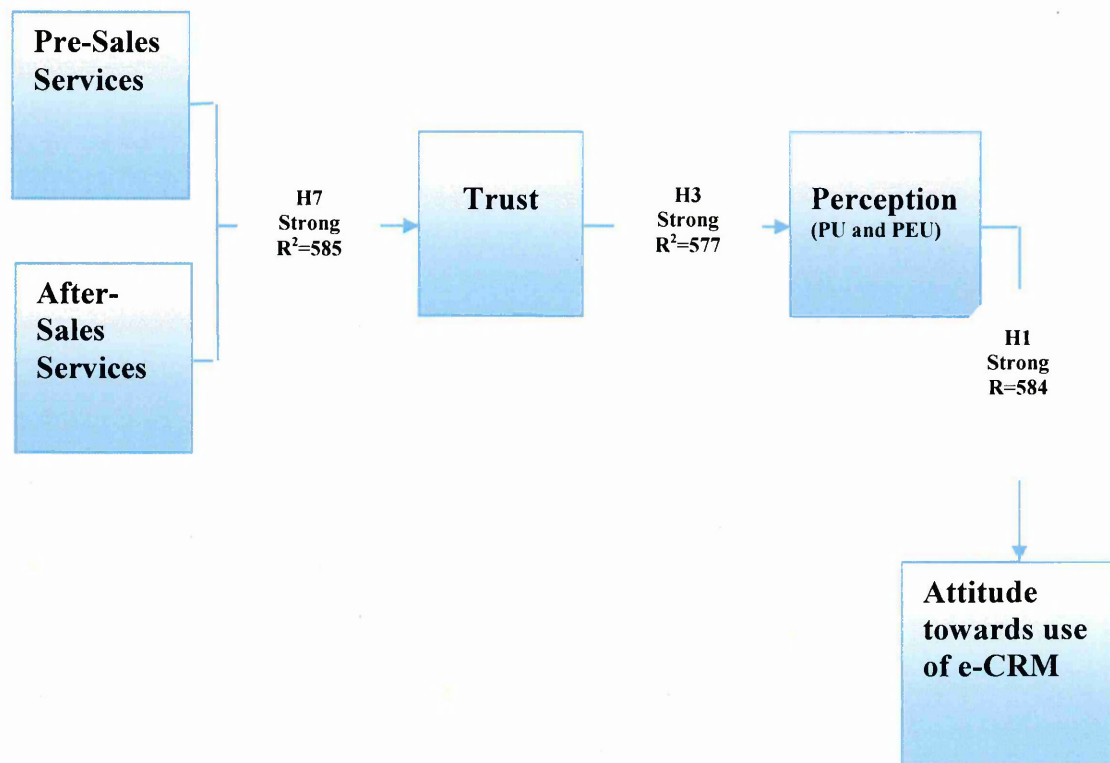 Pre-Sales
Services
After-
Sales
Services
H7
Strong
R²=585
Trust
H3
Strong
R²=577
Perception
(PU and PEU)
H1
Strong
R=584
Attitude
towards use
of e-CRM